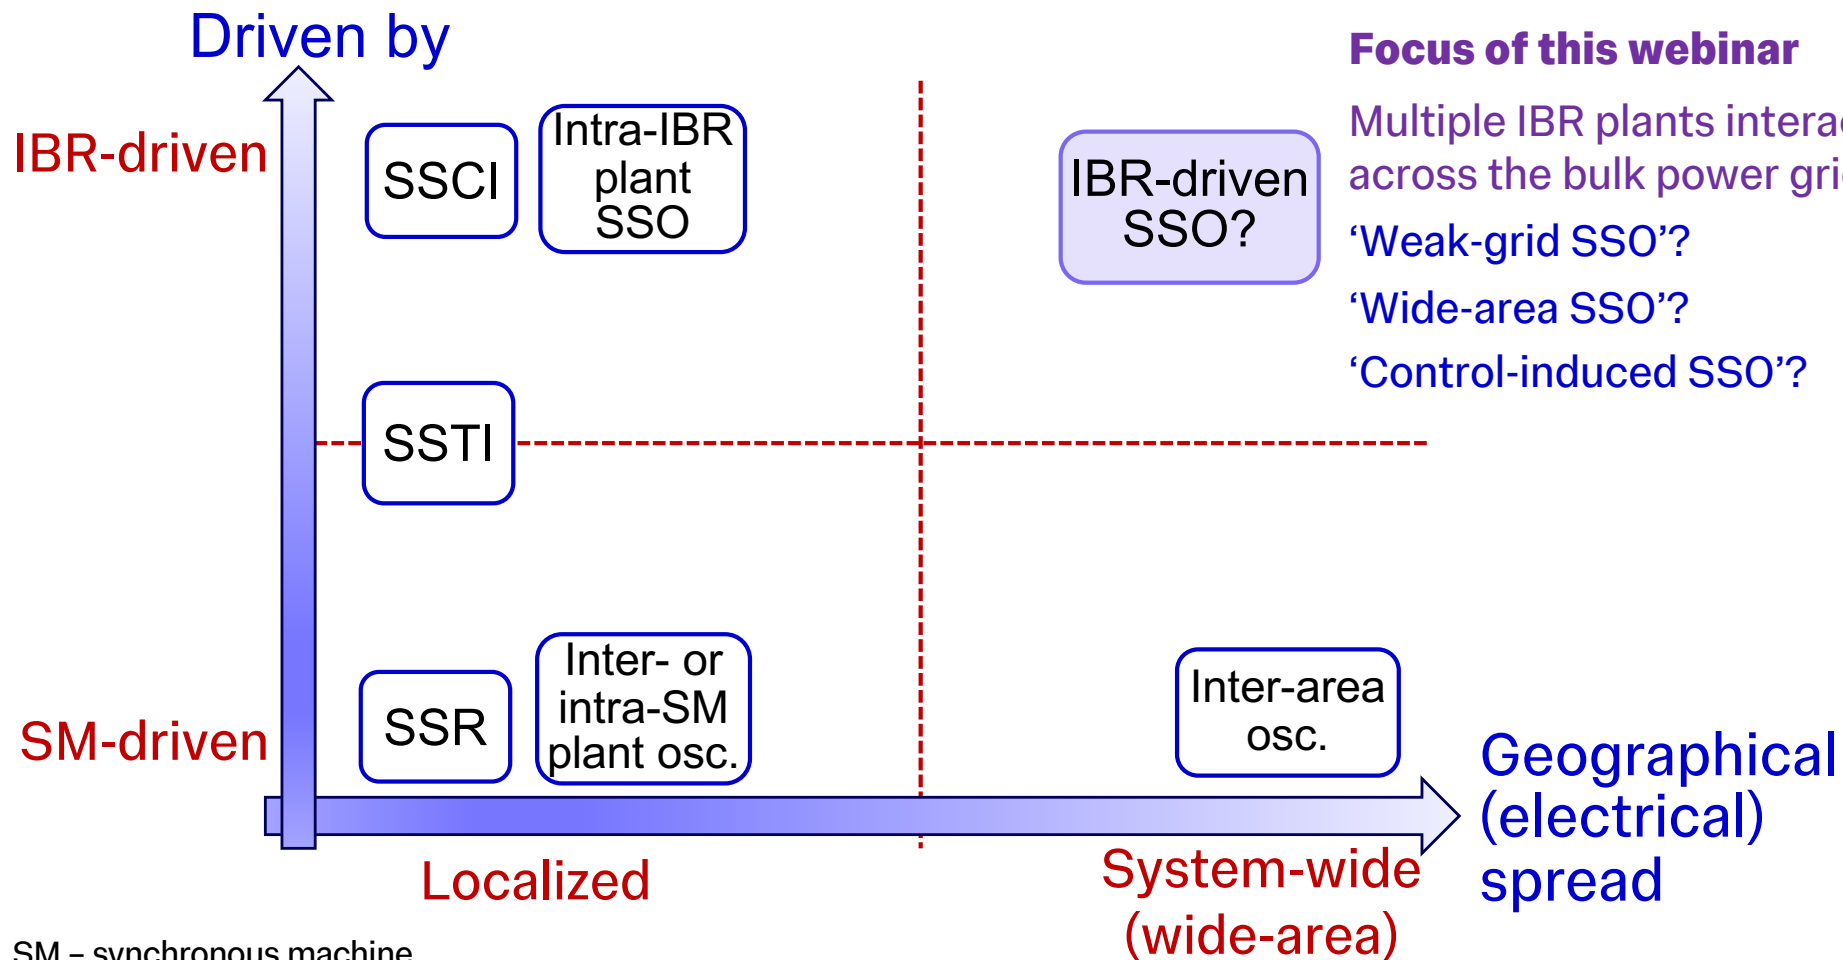 Driven by
IBR-driven
SSCI
Intra-IBR
plant
SSO
IBR-driven
SSO?
Focus of this webinar
Multiple IBR plants interac
across the bulk power gri
‘Weak-grid SSO’?
‘Wide-area SSO’?
‘Control-induced SSO’?
SSTI
SM-driven
SSR
Inter- or
intra-SM
plant osc.
Inter-area
osc.
Geographical
(electrical)
spread
Localized
System-wide
(wide-area)
SM – synchronous machine